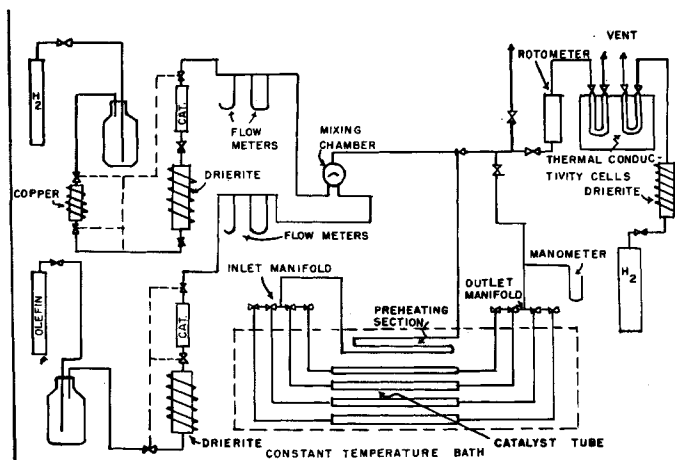 VENT
ROTOMETER
H2
CAT.
FLOW
METERS
MIXING
CHAMBER
THERMAL CONDUC-
TIVITY CELLS
DRIERITE
DRIERITE
COPPER
FLOW METERS
MANOMETER
INLET MANIFOLD
OUTLET
MANIFOLD
H2
OLEFIN
CAT.
PREHEATING
SECTION
DRIERITE
CATALYST TUBE
CONSTANT TEMPERATURE BATH